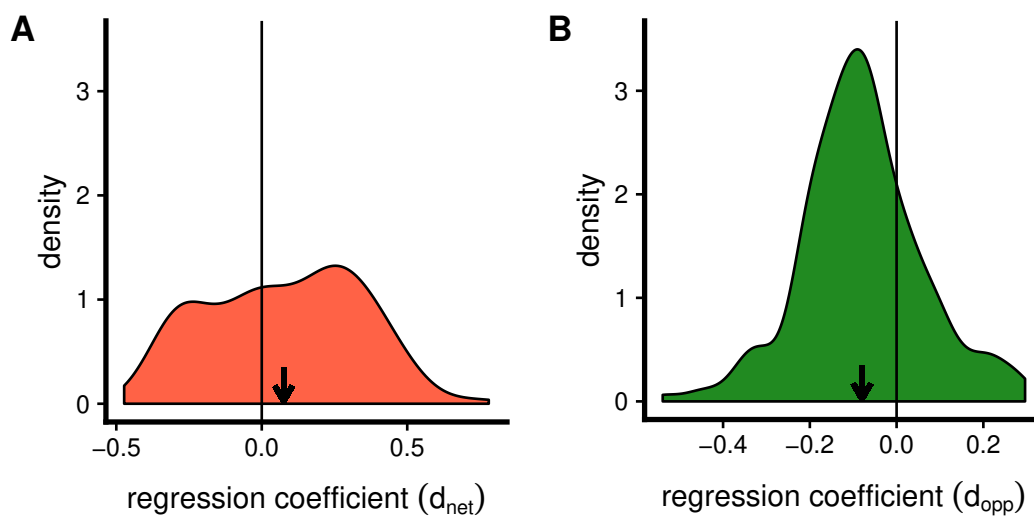 A
density
3
2
1
0
−0.5
0.0
0.5
regression coefficient (dnet)
B
density
3
2
1
0
−0.4
−0.2
0.0
0.2
regression coefficient (dopp)